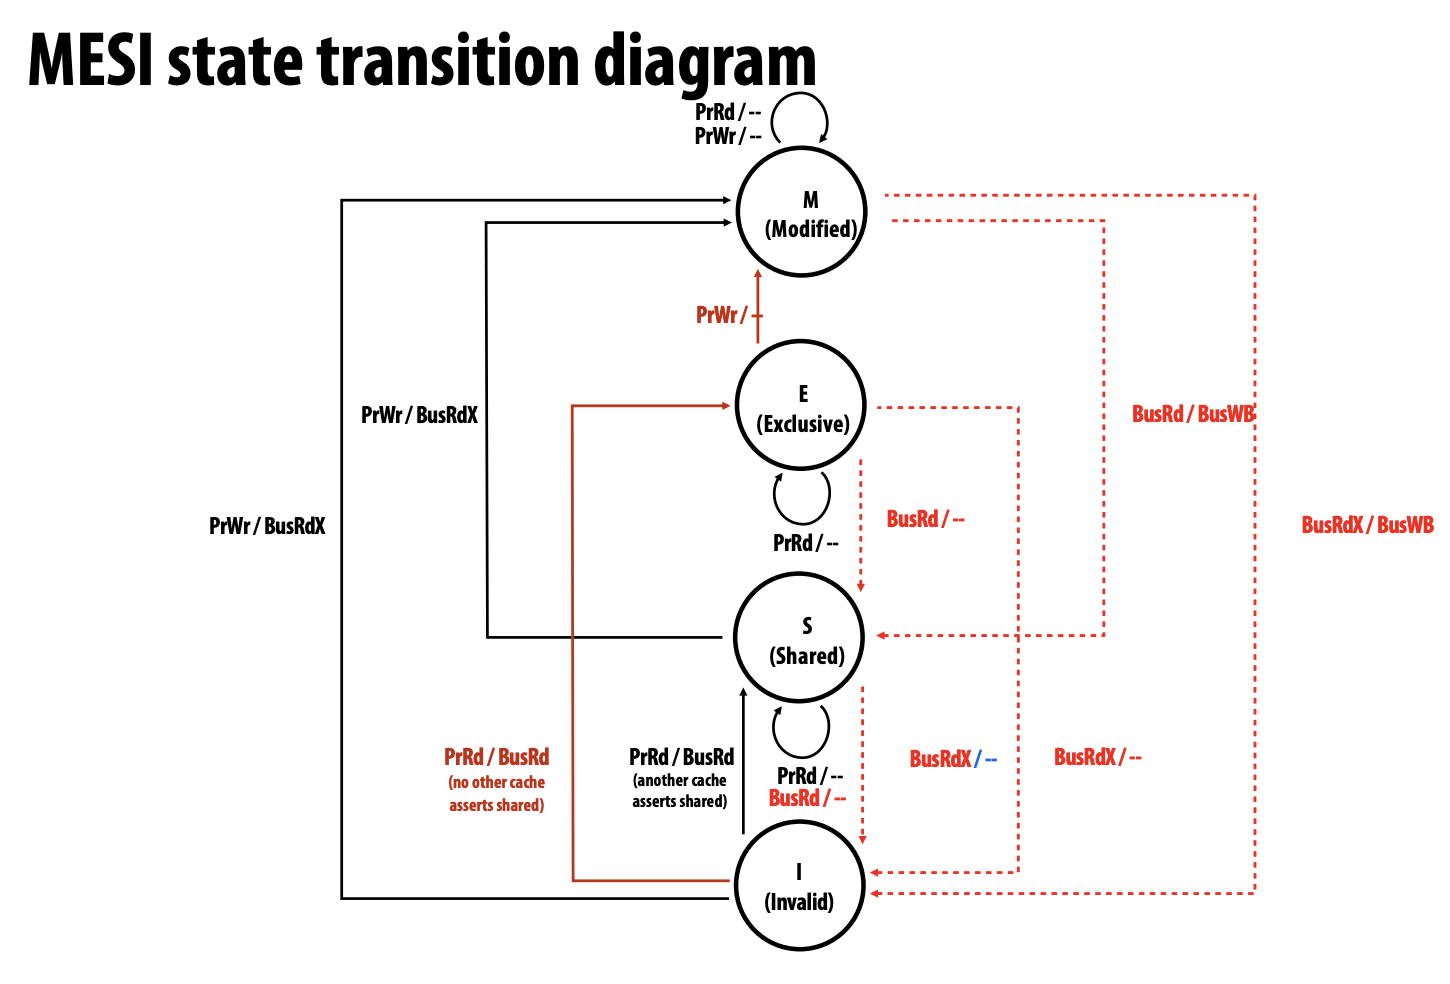 MESI state transition diagram
PrRd / --
PrWr / --
M
(Modified)
PrWr / --
E
(Exclusive)
PrWr / BusRdX
BusRd / BusWB
PrWr / BusRdX
BusRd / --
BusRdX / BusWB
PrRd / --
S
(Shared)
PrRd / BusRd
(no other cache
asserts shared)
PrRd / BusRd
(another cache
asserts shared)
PrRd / --
BusRd / --
BusRdX / --
BusRdX / --
I
(Invalid)